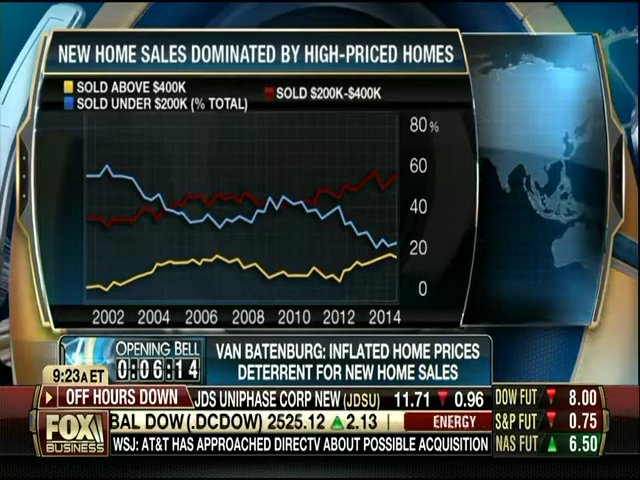 NEW HOME SALES DOMINATED BY HIGH-PRICED HOMES
SOLD ABOVE $400K
SOLD $200K-$400K
SOLD UNDER $200K (% TOTAL)
80%
60
40
20
0
2002 2004 2006 2008 2010 2012 2014
OPENING BELL
0:06:14
VAN BATENBURG: INFLATED HOME PRICES
DETERRENT FOR NEW HOME SALES
9:23A ET
OFF HOURS DOWN
JDS UNIPHASE CORP NEW (JDSU) 11.71 ▼ 0.96
DOW FUT ▼ 8.00
FOX
BUSINESS
BAL DOW (.DCDOW) 2525.12 ▲ 2.13
ENERGY
S&P FUT ▼ 0.75
WSJ: AT&T HAS APPROACHED DIRECTV ABOUT POSSIBLE ACQUISITION
NAS FUT ▲ 6.50